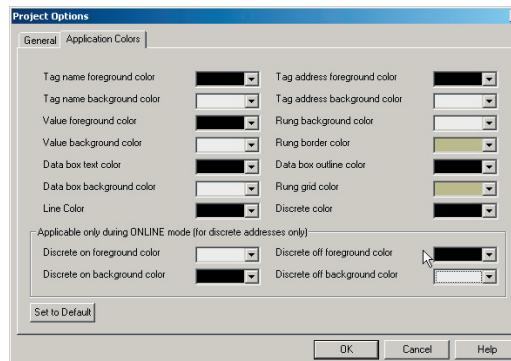 Project Options
General Application Colors
Tag name foreground color Tag address foreground color
Tag name background color Tag address background color
Value foreground color Rung background color
Value background color Rung border color
Data box text color Data box outline color
Data box background color Rung grid color
Line Color Discrete color
Applicable only during ONLINE mode (for discrete addresses only)
Discrete on foreground color Discrete off foreground color
Discrete on background color Discrete off background color
Set to Default
OK Cancel Help